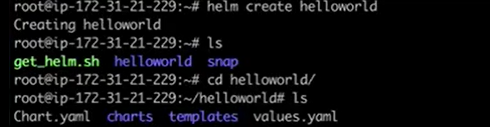 root@ip-172-31-21-229:~# helm create helloworld
Creating helloworld
root@ip-172-31-21-229:~# ls
get_helm.sh helloworld snap
root@ip-172-31-21-229:~# cd helloworld/
root@ip-172-31-21-229:~/helloworld# ls
Chart.yaml charts templates values.yaml